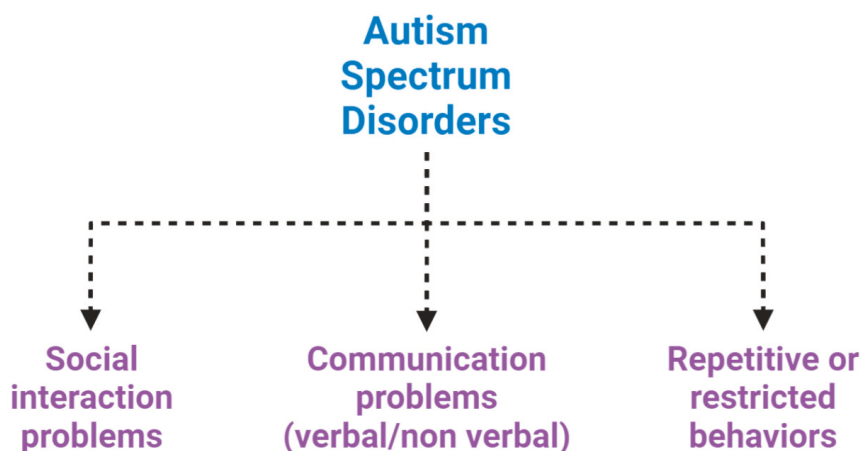 Autism
Spectrum
Disorders
Social
interaction
problems
Communication
problems
(verbal/non verbal)
Repetitive or
restricted
behaviors